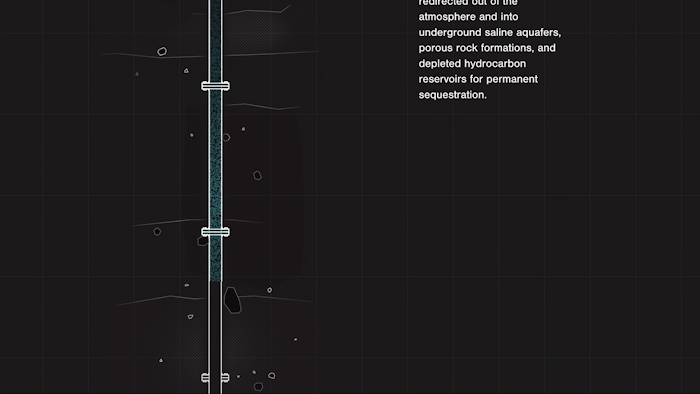 redirected out of the
atmosphere and into
underground saline aquafers,
porous rock formations, and
depleted hydrocarbon
reservoirs for permanent
sequestration.